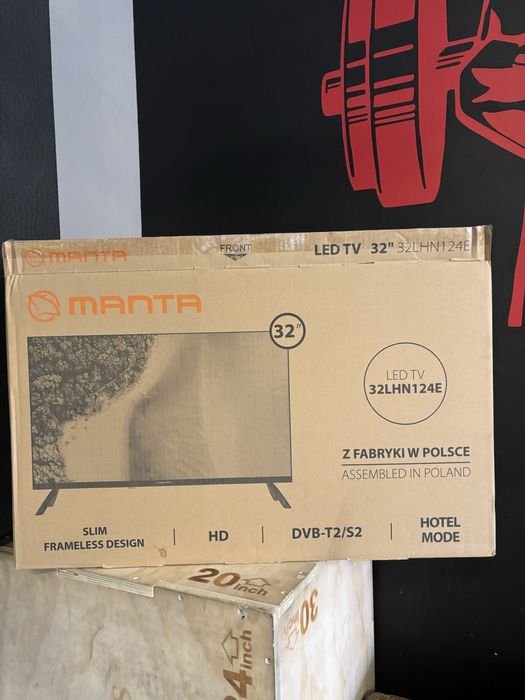 MANTA FRONT LED TV 32" 32LHN124E
MANTA
32"
LED TV
32LHN124E
Z FABRYKI W POLSCE
ASSEMBLED IN POLAND
SLIM
FRAMELESS DESIGN
HD
DVB-T2/S2
HOTEL
MODE
20 inch
24 inch
30